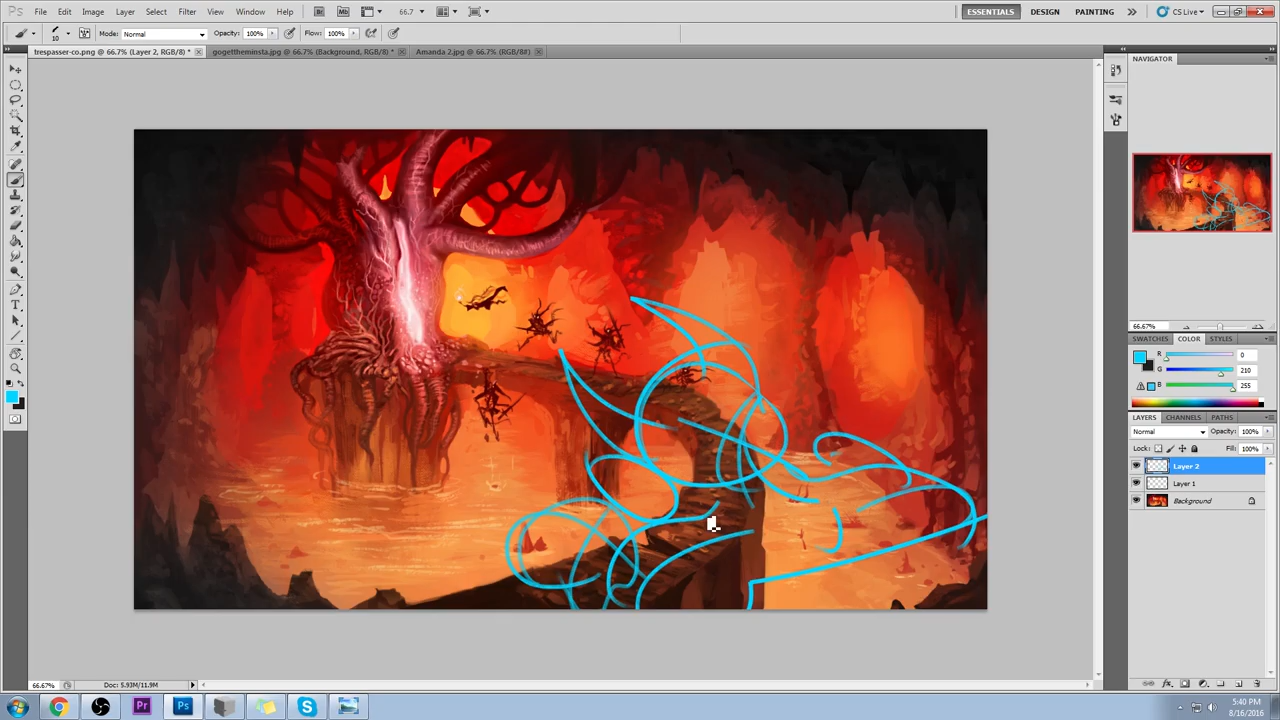 Ps File Edit Image Layer Select Filter View Window Help 66.7 ESSENTIALS DESIGN PAINTING CS Live
Mode: Normal Opacity: 100% Flow: 100%
trespasser-co.png @ 66.7% (Layer 2, RGB/8) * gogettheminsta.jpg @ 66.7% (Background, RGB/8) * Amanda 2.jpg @ 66.7% (RGB/8#)
NAVIGATOR
66.67%
SWATCHES COLOR STYLES
R 0
G 210
B 255
LAYERS CHANNELS PATHS
Normal Opacity: 100%
Lock: Fill: 100%
Layer 2
Layer 1
Background
66.67% Doc: 5.93M/11.9M
Pr Ps
5:40 PM
8/16/2016